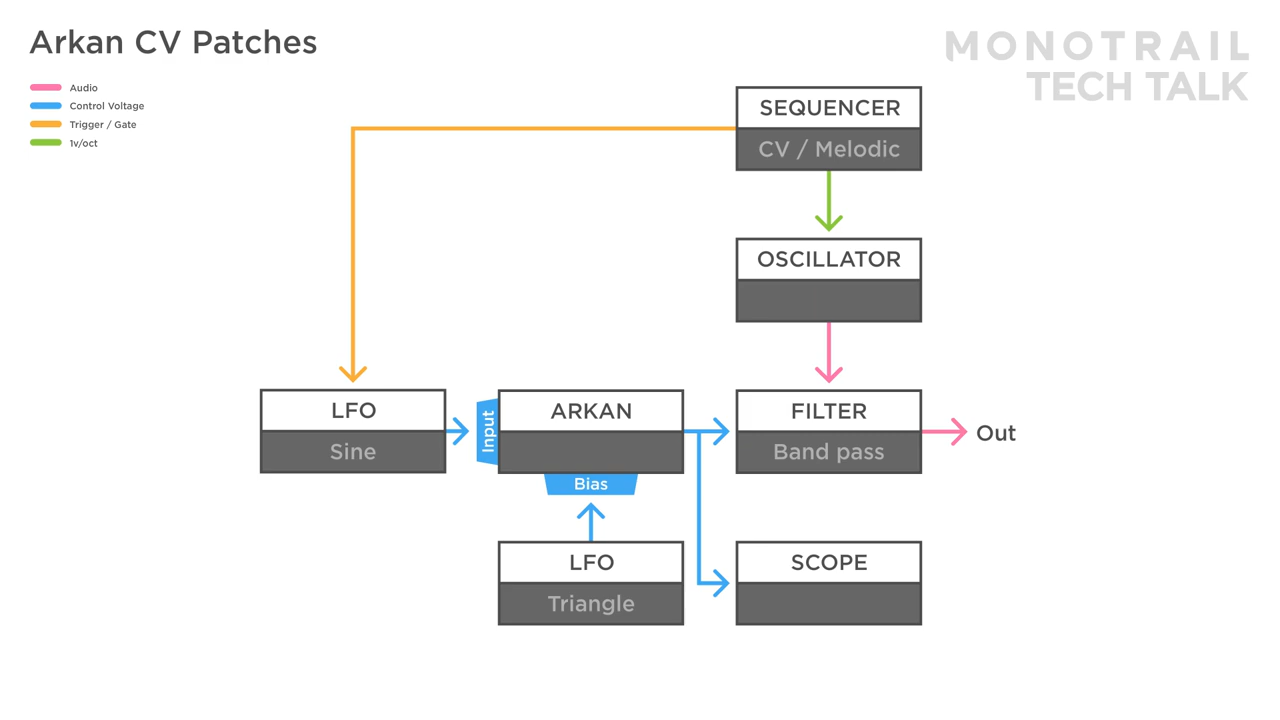 Arkan CV Patches
MONOTRAIL
TECH TALK
Audio
Control Voltage
Trigger / Gate
1v/oct
SEQUENCER
CV / Melodic
OSCILLATOR
LFO
Sine
Input
ARKAN
Bias
FILTER
Band pass
Out
LFO
Triangle
SCOPE